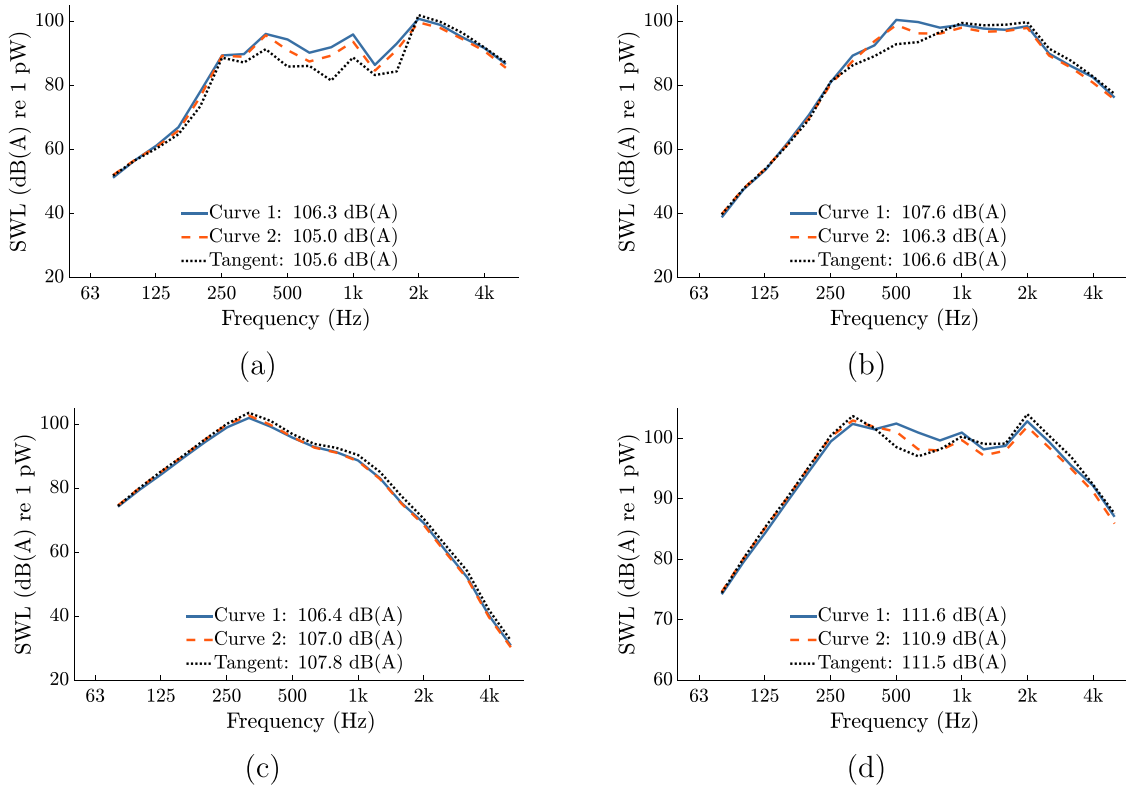 100
80
60
40
20
SWL (dB(A) re 1 pW)
Curve 1: 106.3 dB(A)
Curve 2: 105.0 dB(A)
Tangent: 105.6 dB(A)
63 125 250 500 1k 2k 4k
Frequency (Hz)
(a)
100
80
60
40
20
SWL (dB(A) re 1 pW)
Curve 1: 107.6 dB(A)
Curve 2: 106.3 dB(A)
Tangent: 106.6 dB(A)
63 125 250 500 1k 2k 4k
Frequency (Hz)
(b)
100
80
60
40
20
SWL (dB(A) re 1 pW)
Curve 1: 106.4 dB(A)
Curve 2: 107.0 dB(A)
Tangent: 107.8 dB(A)
63 125 250 500 1k 2k 4k
Frequency (Hz)
(c)
100
90
80
70
60
SWL (dB(A) re 1 pW)
Curve 1: 111.6 dB(A)
Curve 2: 110.9 dB(A)
Tangent: 111.5 dB(A)
63 125 250 500 1k 2k 4k
Frequency (Hz)
(d)